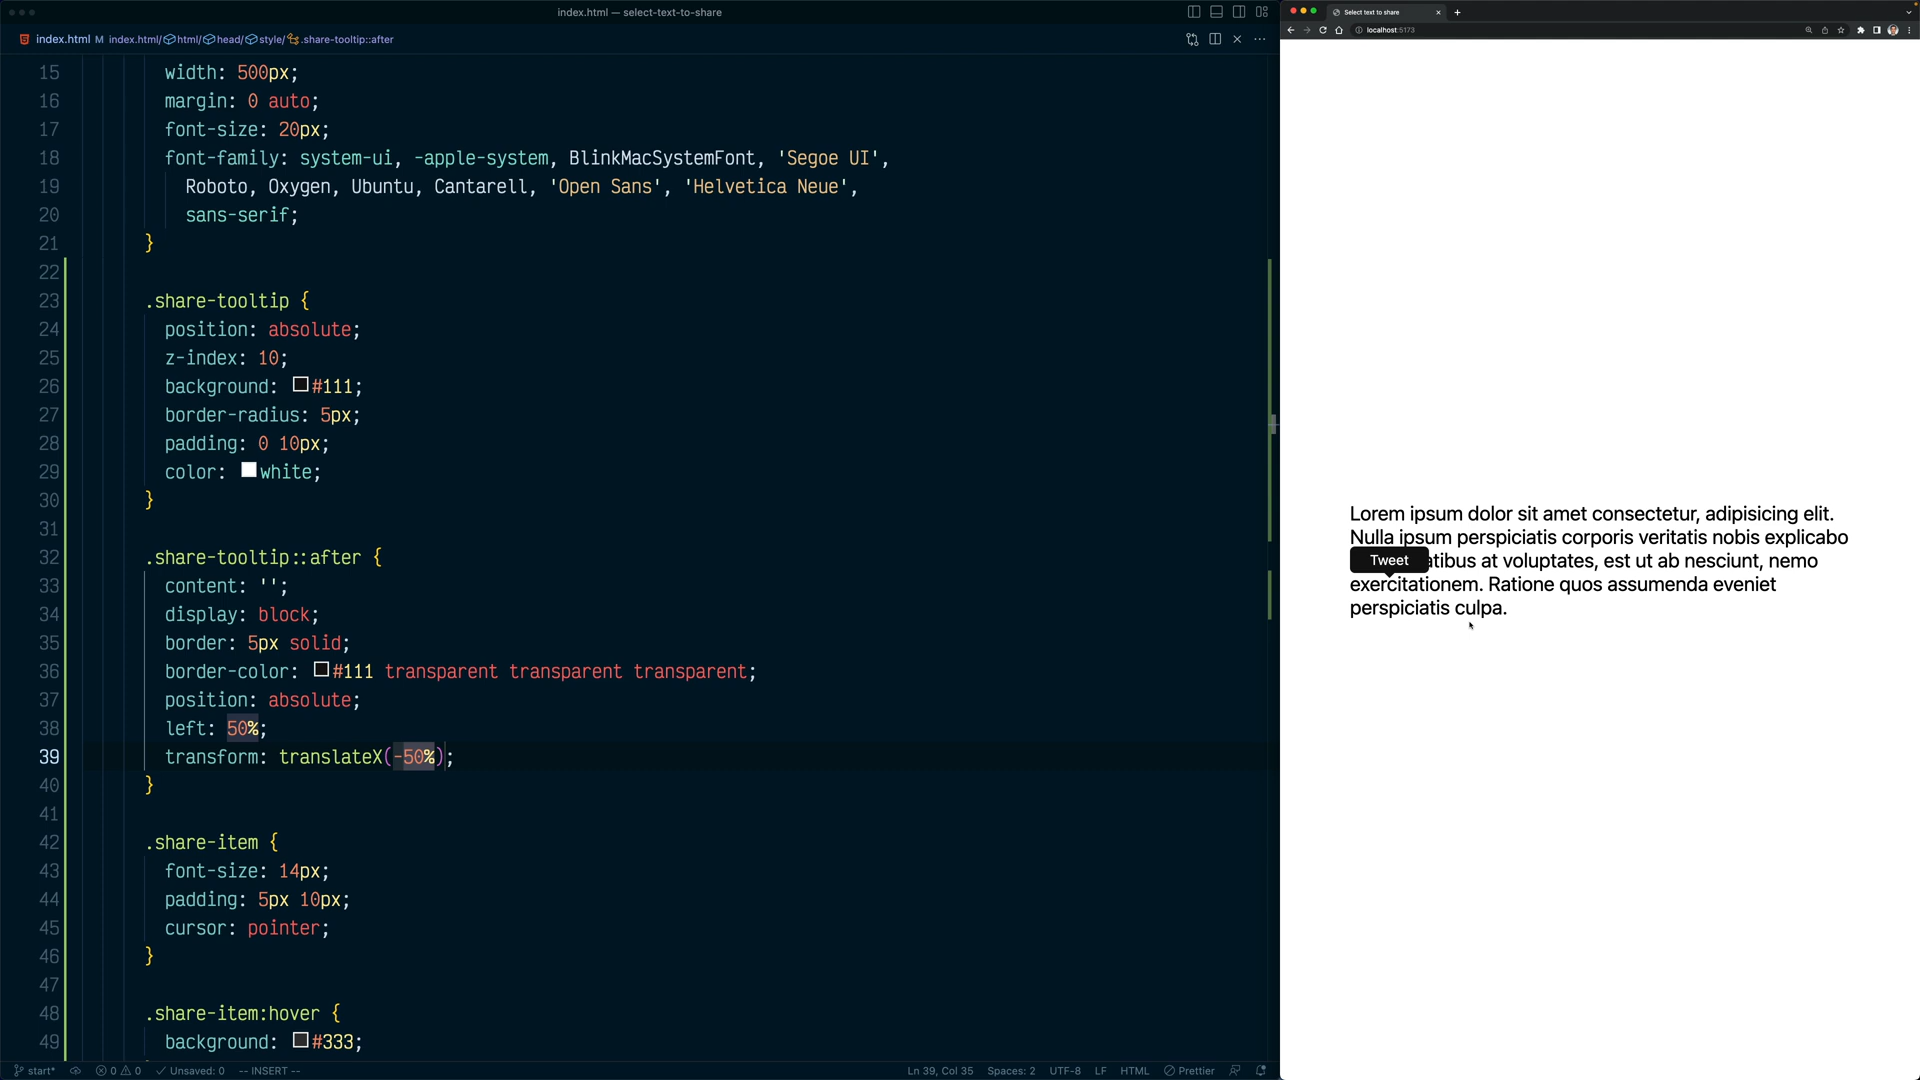 index.html — select-text-to-share
index.html M index.html/html/head/style/.share-tooltip::after
15 width: 500px;
16 margin: 0 auto;
17 font-size: 20px;
18 font-family: system-ui, -apple-system, BlinkMacSystemFont, 'Segoe UI',
19 Roboto, Oxygen, Ubuntu, Cantarell, 'Open Sans', 'Helvetica Neue',
20 sans-serif;
21 }
22
23 .share-tooltip {
24 position: absolute;
25 z-index: 10;
26 background: #111;
27 border-radius: 5px;
28 padding: 0 10px;
29 color: white;
30 }
31
32 .share-tooltip::after {
33 content: '';
34 display: block;
35 border: 5px solid;
36 border-color: #111 transparent transparent transparent;
37 position: absolute;
38 left: 50%;
39 transform: translateX(-50%);
40 }
41
42 .share-item {
43 font-size: 14px;
44 padding: 5px 10px;
45 cursor: pointer;
46 }
47
48 .share-item:hover {
49 background: #333;
start* 0 0 Unsaved: 0 -- INSERT -- Ln 39, Col 35 Spaces: 2 UTF-8 LF HTML Prettier
Select text to share
localhost:5173
Lorem ipsum dolor sit amet consectetur, adipisicing elit.
Nulla ipsum perspiciatis corporis veritatis nobis explicabo
Tweet atibus at voluptates, est ut ab nesciunt, nemo
exercitationem. Ratione quos assumenda eveniet
perspiciatis culpa.